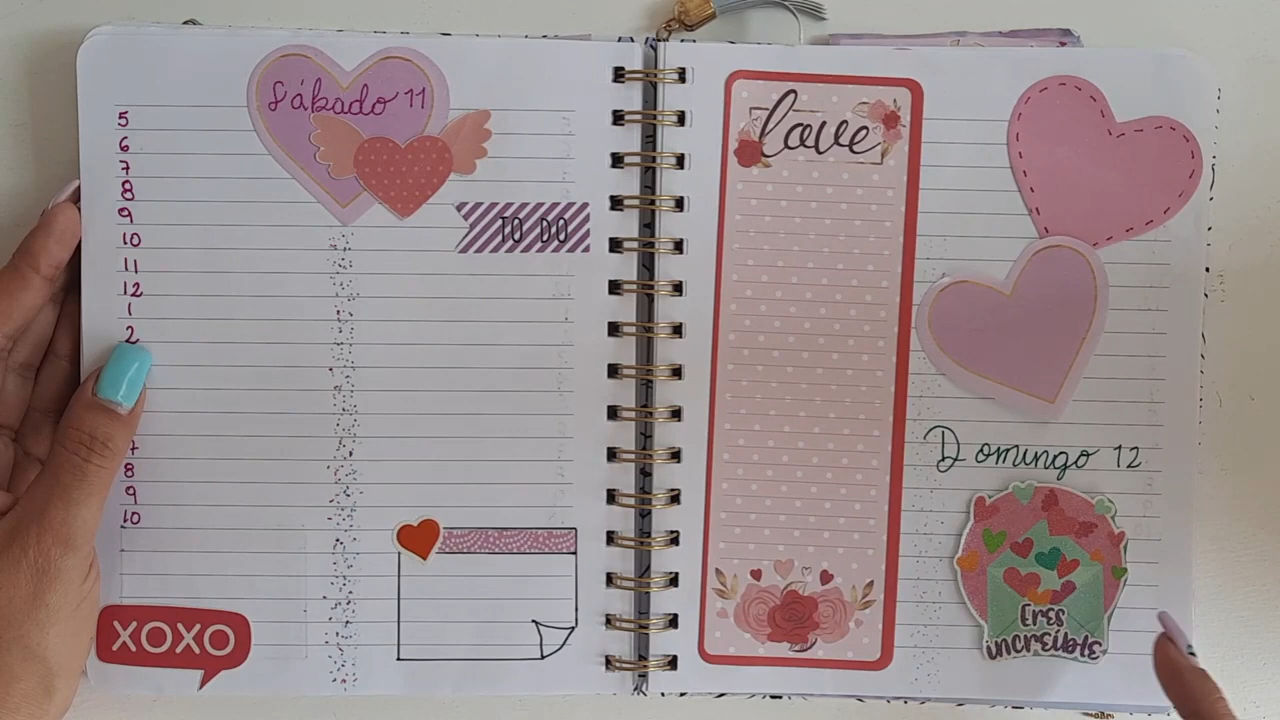 Sábado 11
5
6
7
8
9
10
11
12
1
2
7
8
9
10
TO DO
XOXO
love
Domingo 12
Eres
increíble